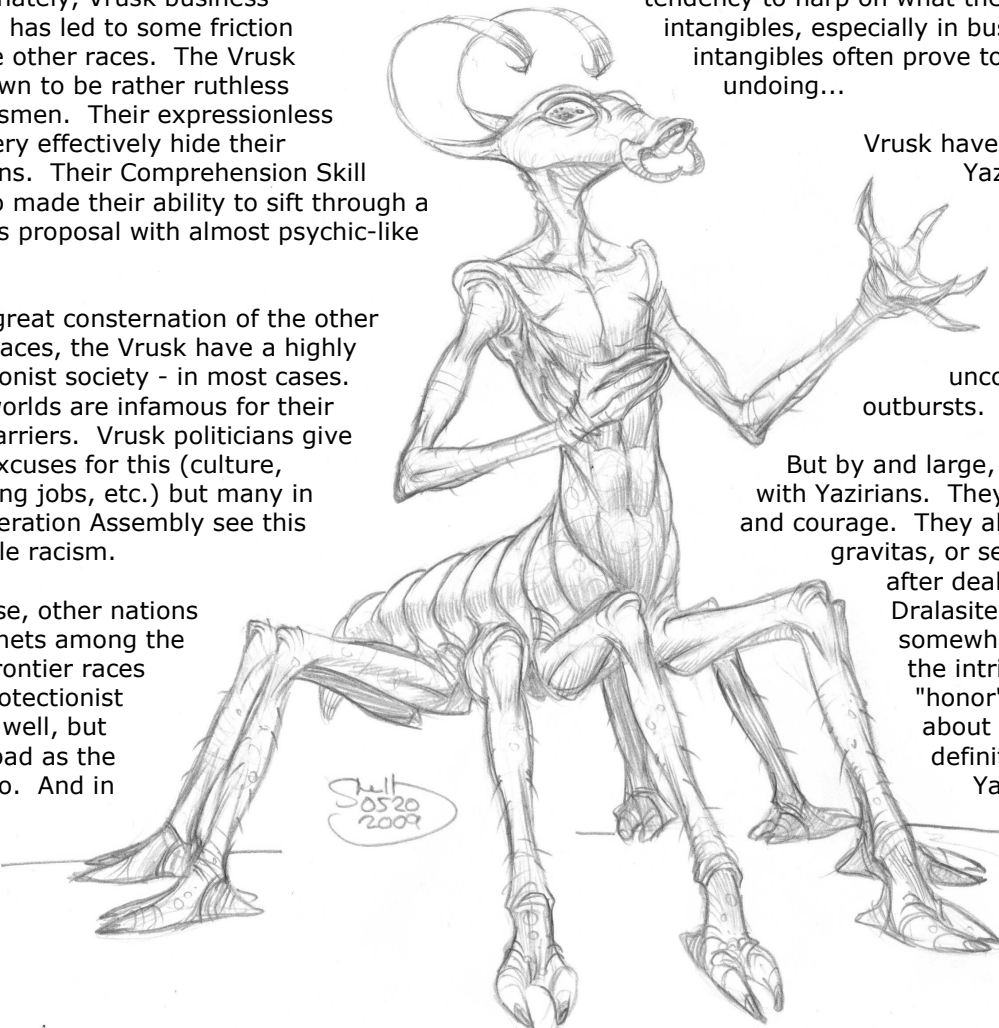 nately, Vrusk business
has led to some friction
e other races. The Vrusk
wn to be rather ruthless
smen. Their expressionless
ery effectively hide their
ns. Their Comprehension Skill
o made their ability to sift through a
s proposal with almost psychic-like
great consternation of the other
aces, the Vrusk have a highly
onist society - in most cases.
vorlds are infamous for their
arriers. Vrusk politicians give
xcuses for this (culture,
ng jobs, etc.) but many in
eration Assembly see this
le racism.
se, other nations
nets among the
rontier races
otectionist
well, but
oad as the
o. And in
tendency to harp on what the
intangibles, especially in bus
intangibles often prove to
undoing...
Vrusk have
Yaz
unco
outbursts.
But by and large,
with Yazirians. They
and courage. They al
gravitas, or se
after deal
Dralasite
somewh
the intri
"honor"
about
definit
Ya
0520
2009